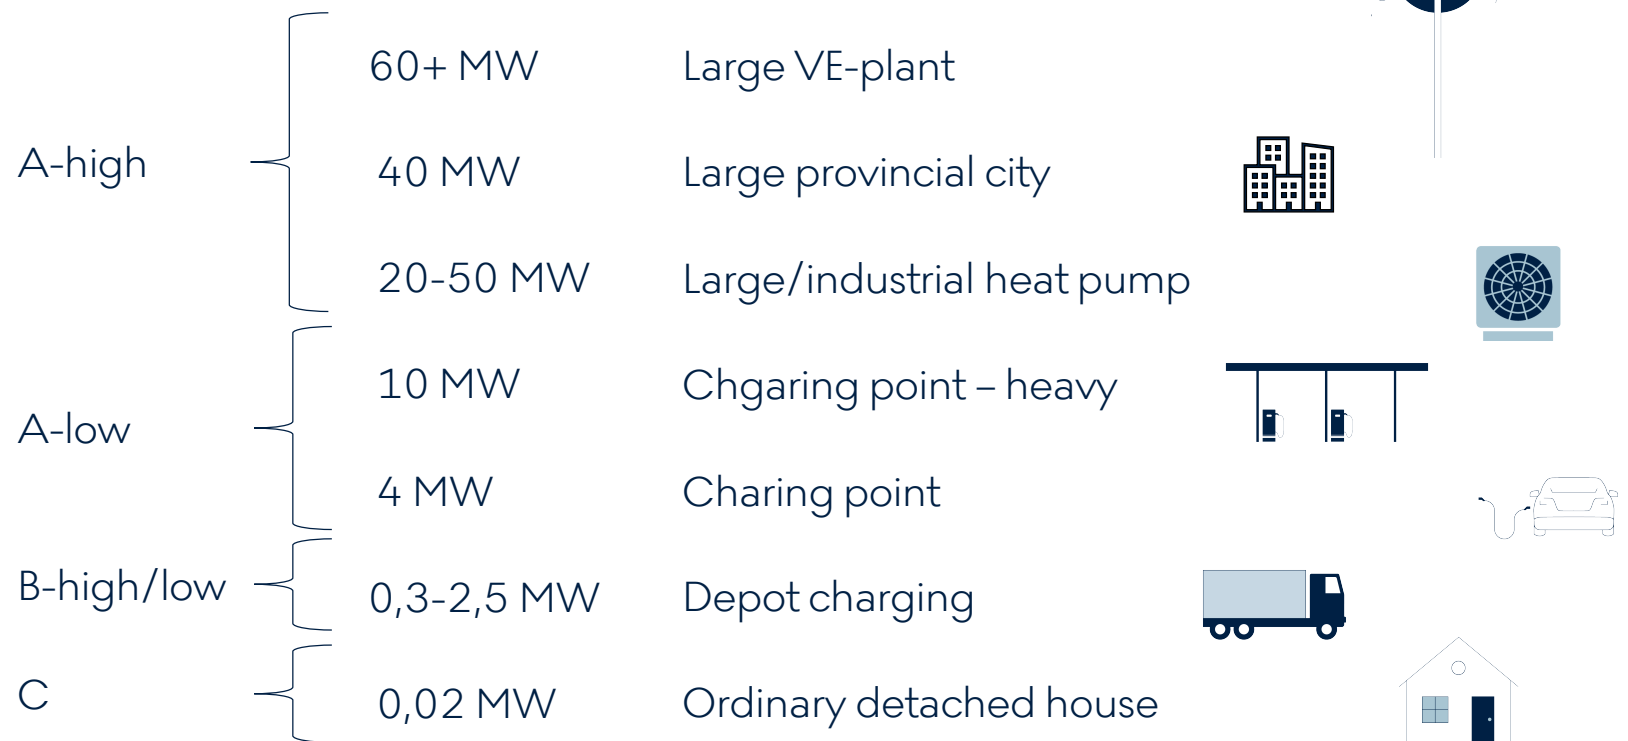 A-high
60+ MW Large VE-plant
40 MW Large provincial city
20-50 MW Large/industrial heat pump
A-low
10 MW Chgaring point – heavy
4 MW Charing point
B-high/low
0,3-2,5 MW Depot charging
C
0,02 MW Ordinary detached house